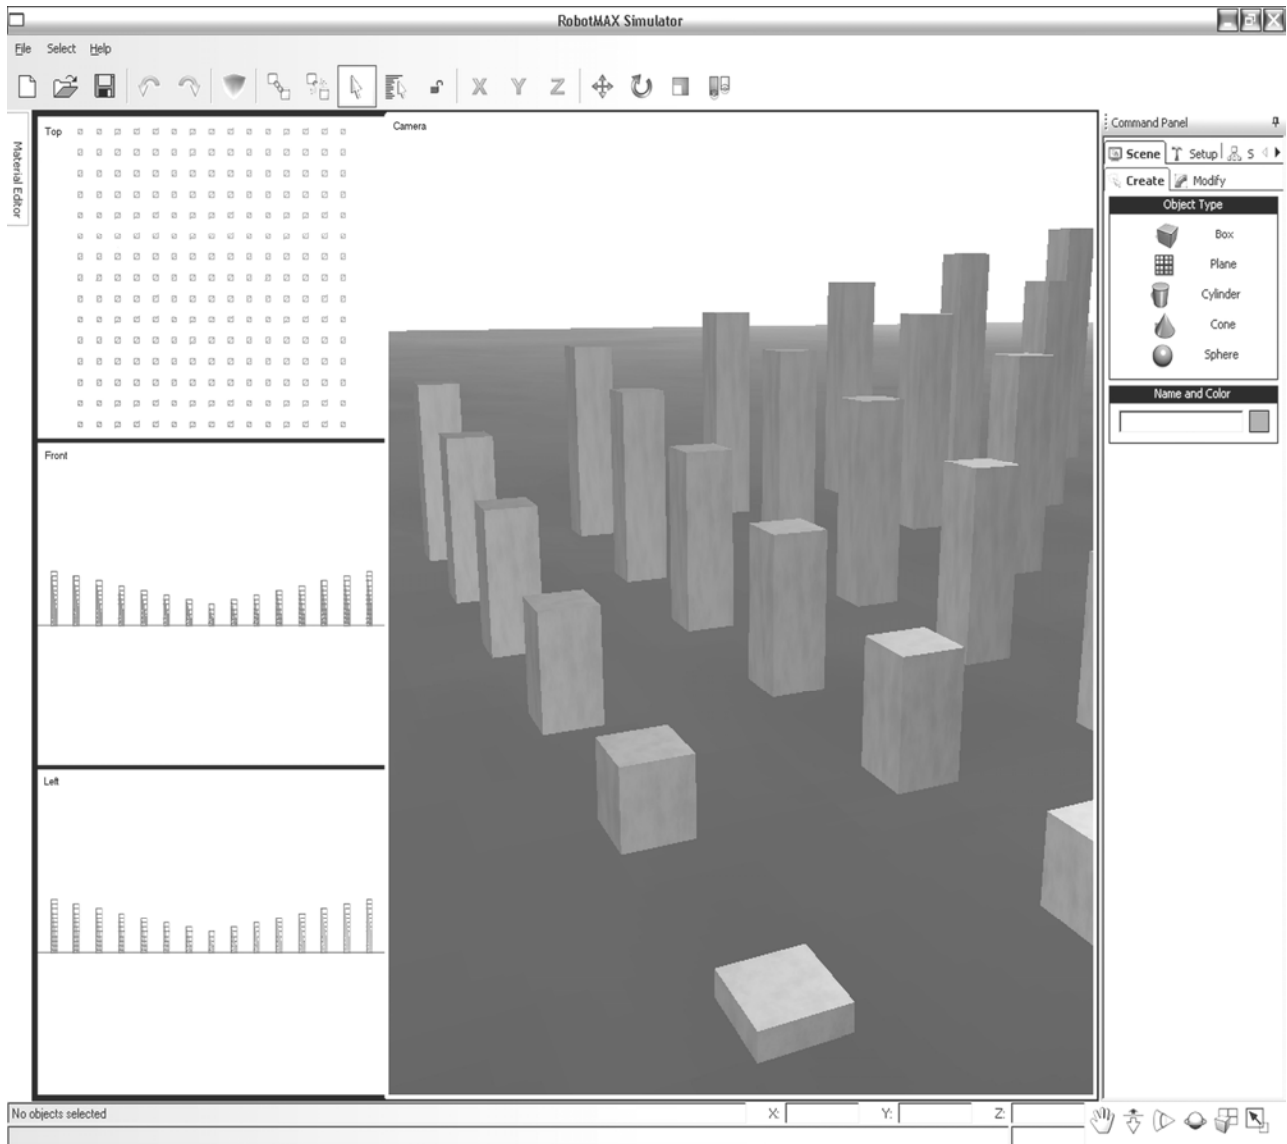 RobotMAX Simulator
File Select Help
X Y Z
Material Editor
Top
Camera
Front
Left
Command Panel
Scene Setup S
Create Modify
Object Type
Box
Plane
Cylinder
Cone
Sphere
Name and Color
No objects selected X: Y: Z: